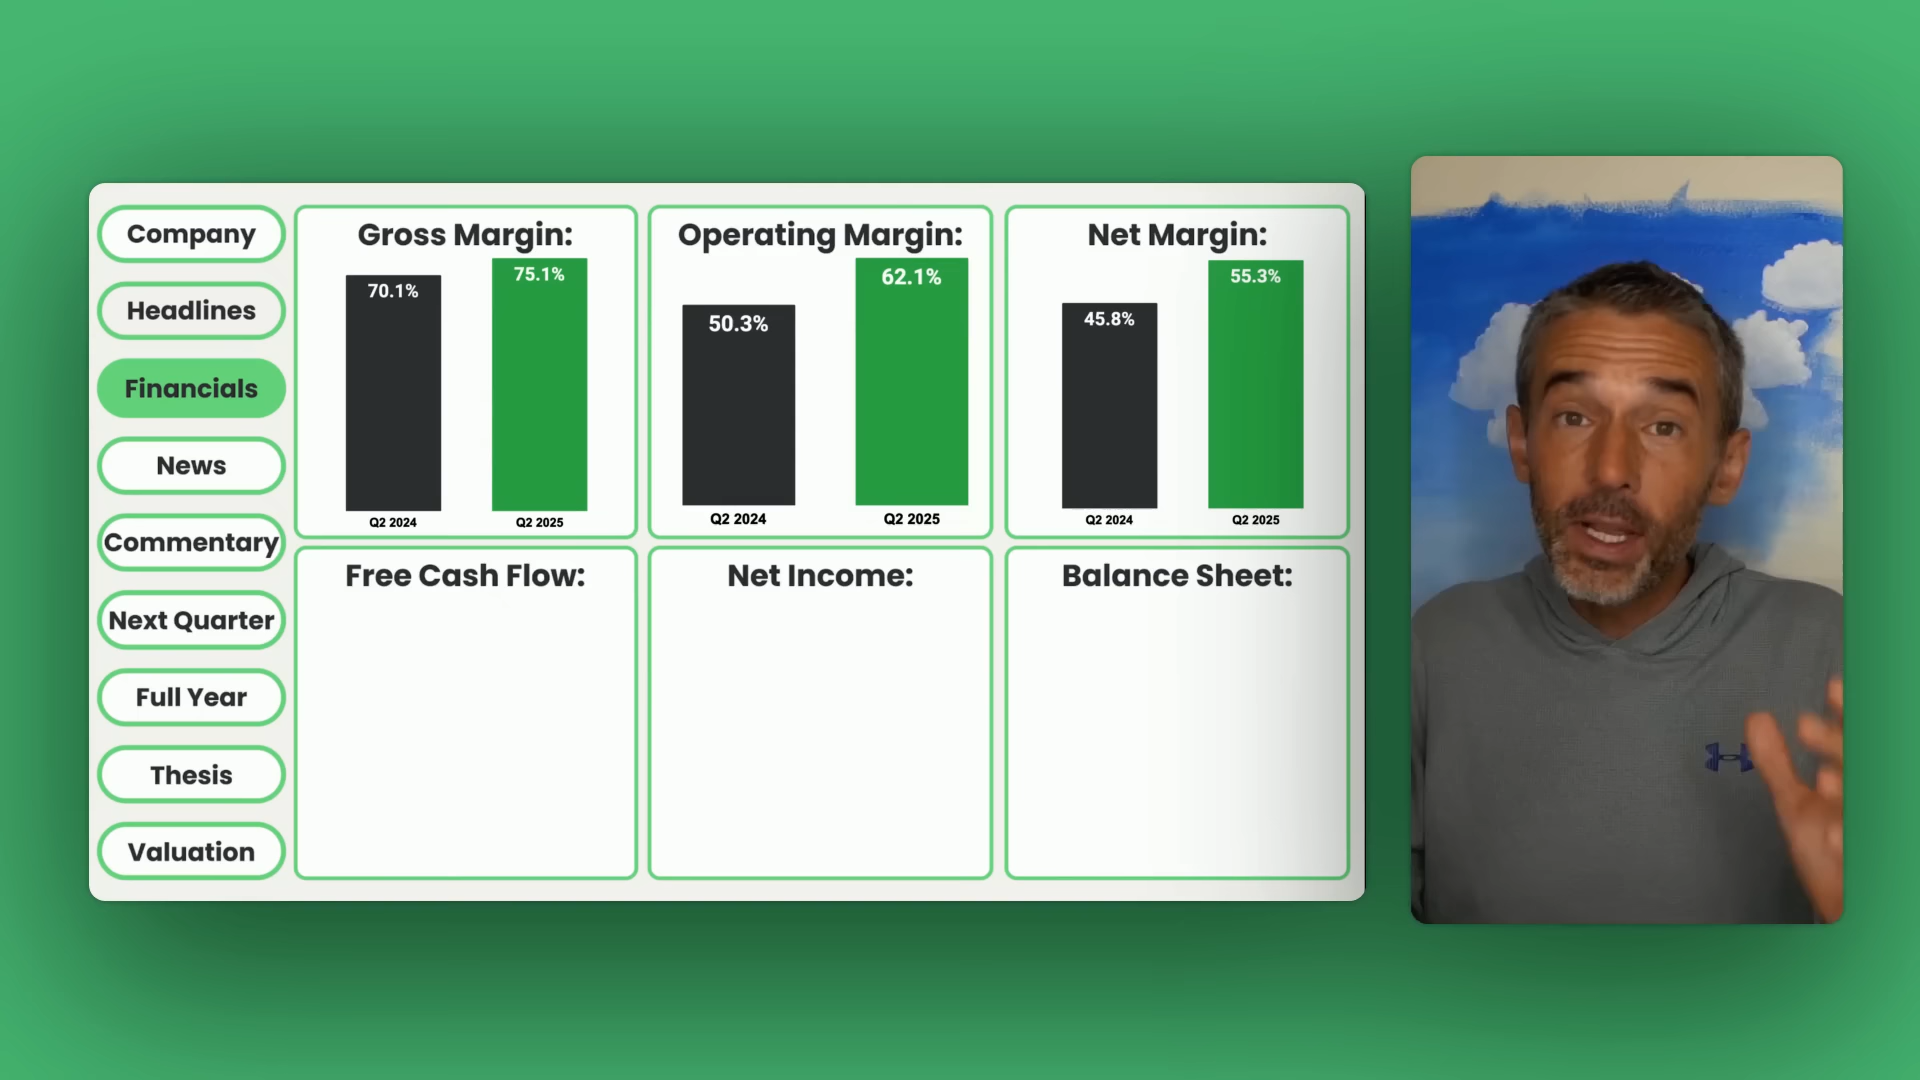 Company
Headlines
Financials
News
Commentary
Next Quarter
Full Year
Thesis
Valuation
Gross Margin:
70.1%
75.1%
Q2 2024
Q2 2025
Operating Margin:
50.3%
62.1%
Q2 2024
Q2 2025
Net Margin:
45.8%
55.3%
Q2 2024
Q2 2025
Free Cash Flow:
Net Income:
Balance Sheet: